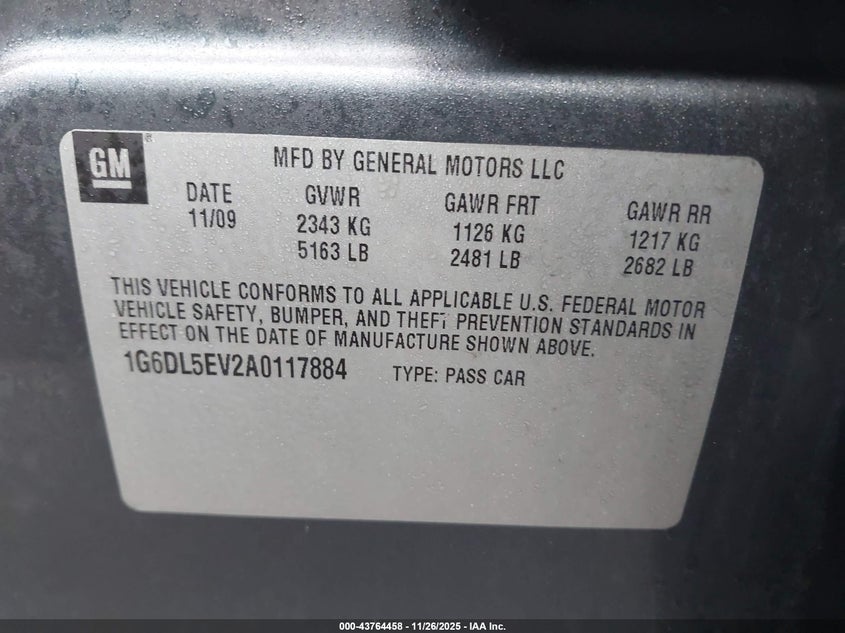 GM
MFD BY GENERAL MOTORS LLC
DATE GVWR GAWR FRT GAWR RR
11/09 2343 KG 1126 KG 1217 KG
5163 LB 2481 LB 2682 LB
THIS VEHICLE CONFORMS TO ALL APPLICABLE U.S. FEDERAL MOTOR
VEHICLE SAFETY, BUMPER, AND THEFT PREVENTION STANDARDS IN
EFFECT ON THE DATE OF MANUFACTURE SHOWN ABOVE.
1G6DL5EV2A0117884 TYPE: PASS CAR
000-43764458 - 11/26/2025 - IAA Inc.